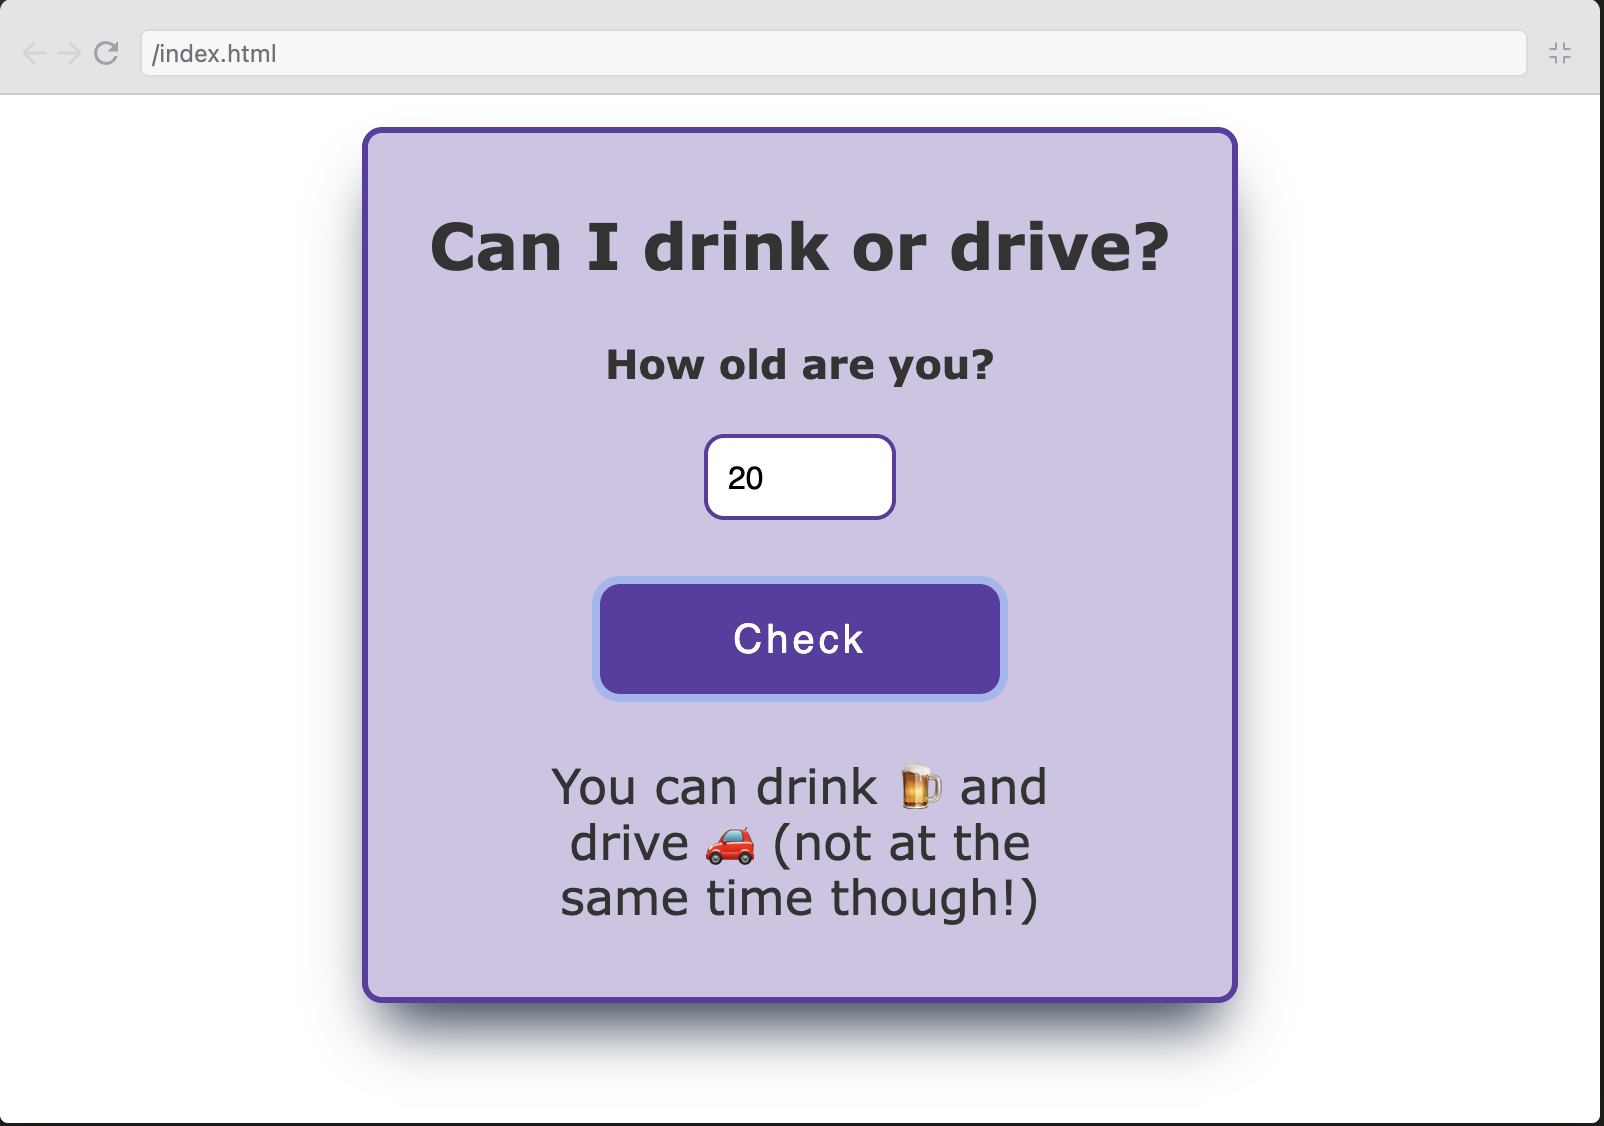 /index.html
Can I drink or drive?
How old are you?
20
Check
You can drink 🍺 and
drive 🚗 (not at the
same time though!)